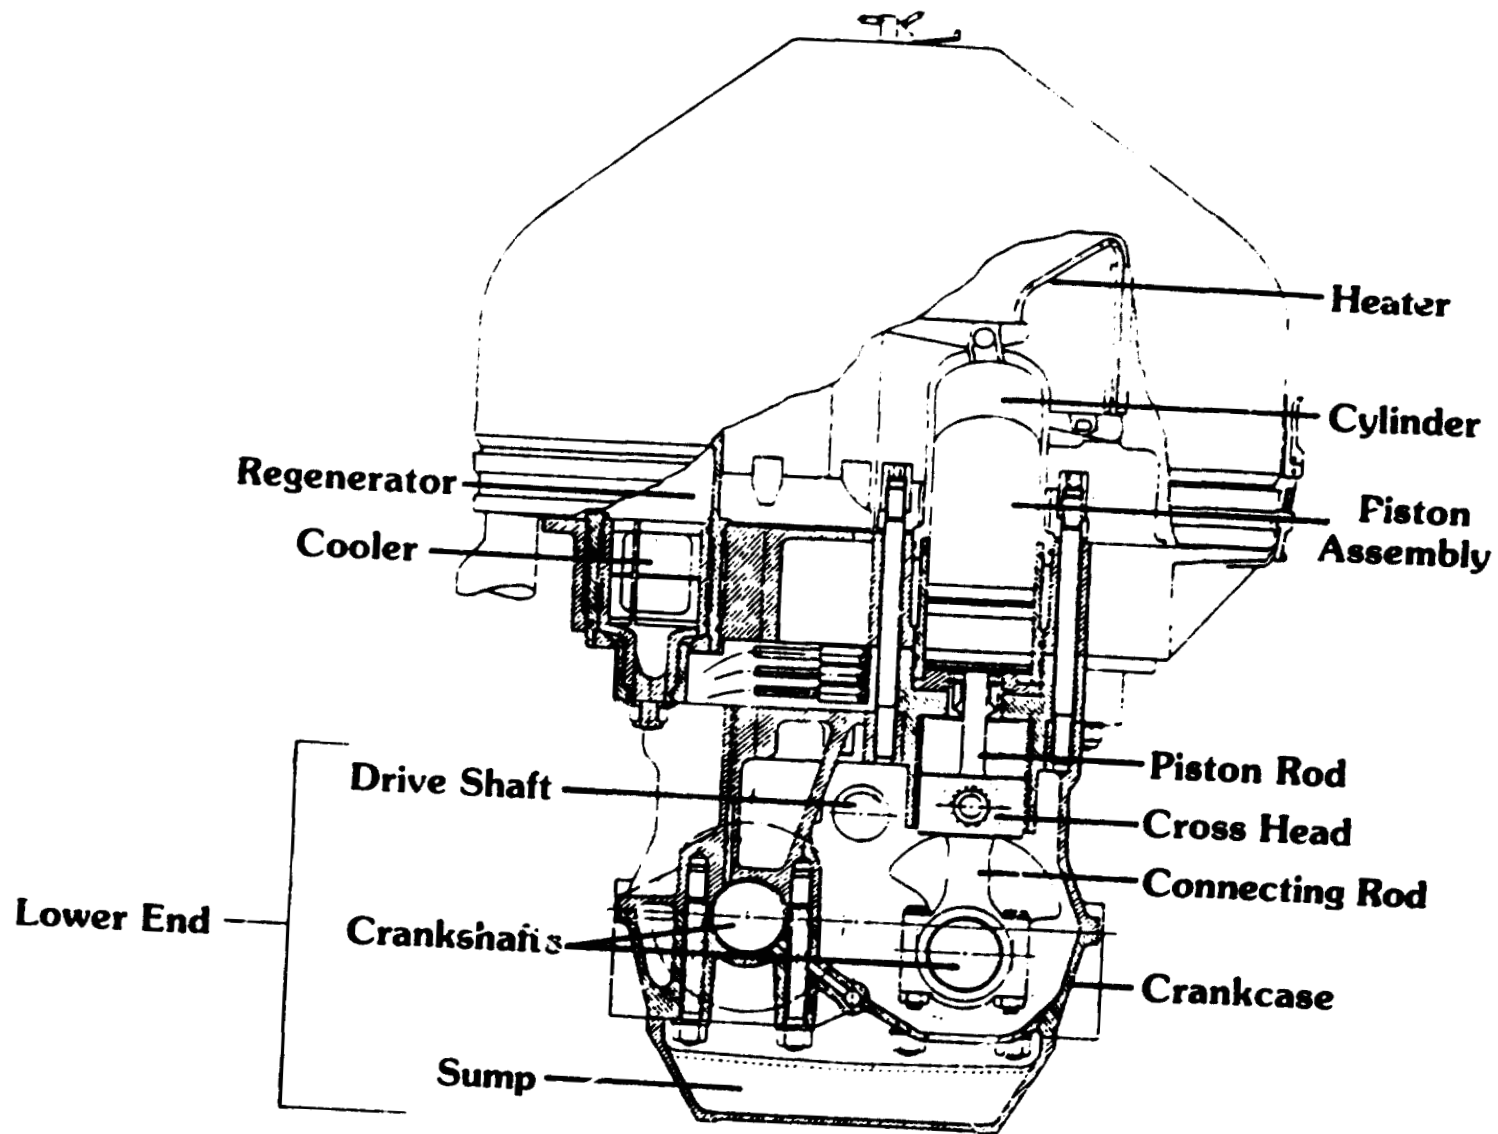 Heater
Cylinder
Regenerator
Piston
Assembly
Cooler
Piston Rod
Drive Shaft
Cross Head
Connecting Rod
Lower End
Crankshafts
Crankcase
Sump